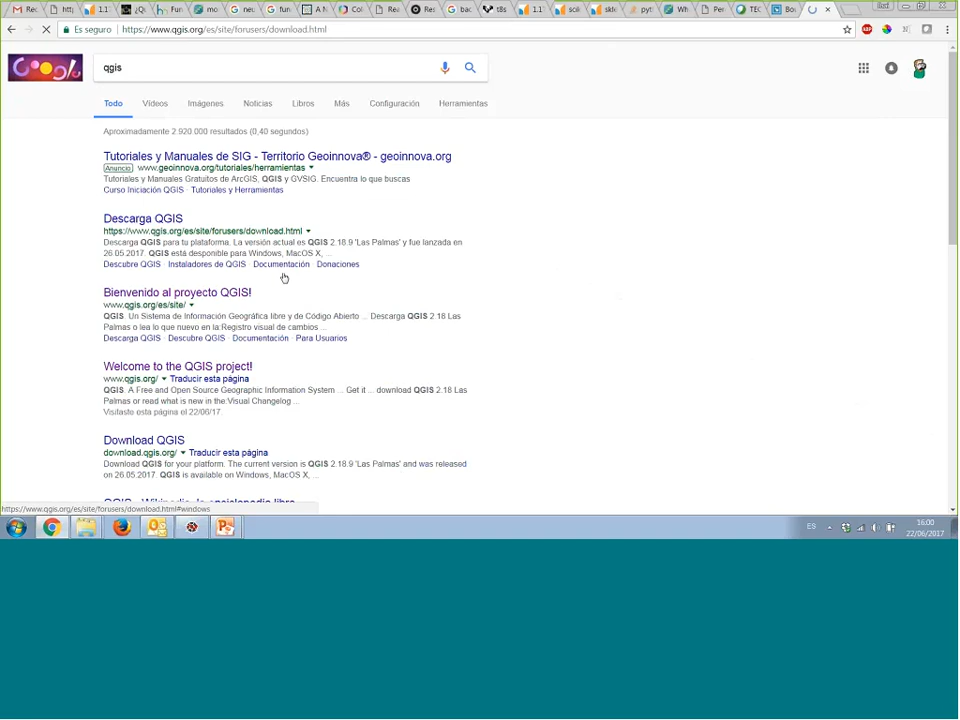 Es seguro https://www.qgis.org/es/site/forusers/download.html
qgis
Todo Vídeos Imágenes Noticias Libros Más Configuración Herramientas
Aproximadamente 2.920.000 resultados (0,40 segundos)
Tutoriales y Manuales de SIG - Territorio Geoinnova® - geoinnova.org
Anuncio www.geoinnova.org/tutoriales/herramientas
Tutoriales y Manuales Gratuitos de ArcGIS, QGIS y GVSIG. Encuentra lo que buscas
Curso Iniciación QGIS · Tutoriales y Herramientas
Descarga QGIS
https://www.qgis.org/es/site/forusers/download.html
Descarga QGIS para tu plataforma. La versión actual es QGIS 2.18.9 'Las Palmas' y fue lanzada en
26.05.2017. QGIS está desponible para Windows, MacOS X, ...
Descubre QGIS · Instaladores de QGIS · Documentación · Donaciones
Bienvenido al proyecto QGIS!
www.qgis.org/es/site/
QGIS. Un Sistema de Información Geográfica libre y de Código Abierto ... Descarga QGIS 2.18 Las
Palmas o lea lo que nuevo en la:Registro visual de cambios ...
Descarga QGIS · Descubre QGIS · Documentación · Para Usuarios
Welcome to the QGIS project!
www.qgis.org/ Traducir esta página
QGIS. A Free and Open Source Geographic Information System ... Get it ... download QGIS 2.18 Las
Palmas or read what is new in the:Visual Changelog ...
Visitaste esta página el 22/06/17.
Download QGIS
download.qgis.org/ Traducir esta página
Download QGIS for your platform. The current version is QGIS 2.18.9 'Las Palmas' and was released
on 26.05.2017. QGIS is available on Windows, MacOS X, ...
QGIS - Wikipedia, la enciclopedia libre
https://www.qgis.org/es/site/forusers/download.html#windows
ES 16:00
22/06/2017